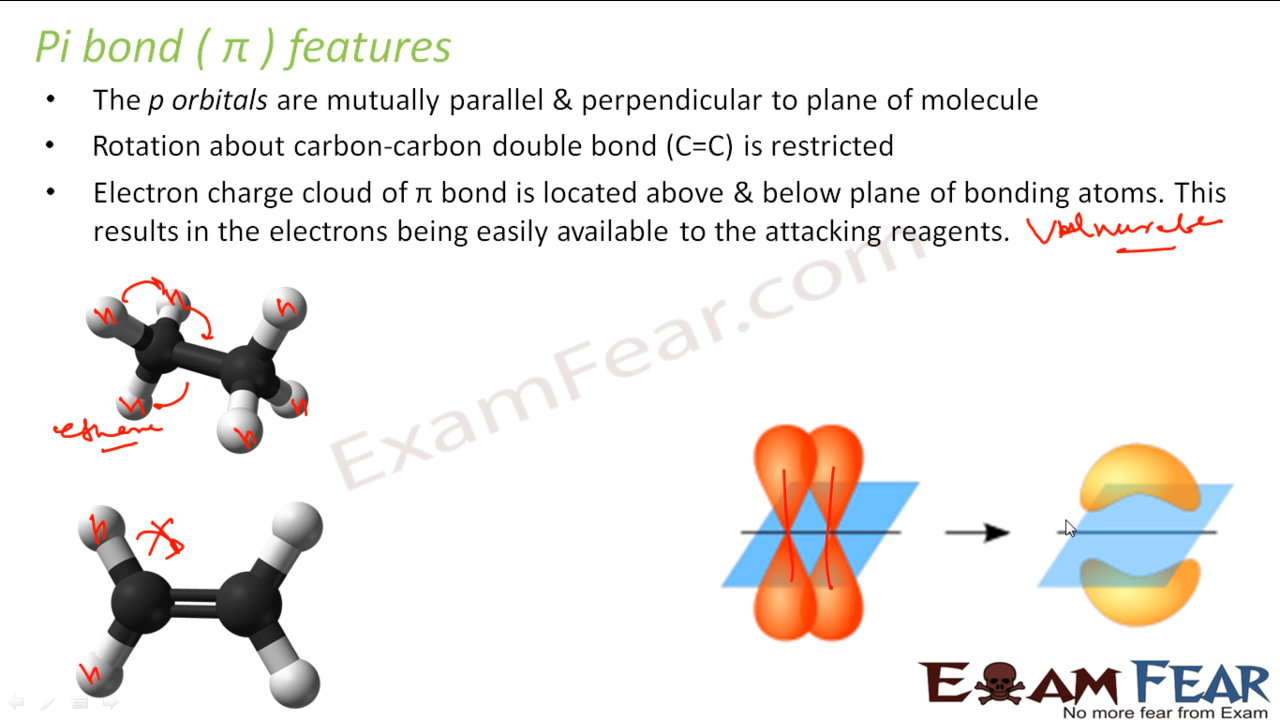 Pi bond ( π ) features
• The p orbitals are mutually parallel & perpendicular to plane of molecule
• Rotation about carbon-carbon double bond (C=C) is restricted
• Electron charge cloud of π bond is located above & below plane of bonding atoms. This
results in the electrons being easily available to the attacking reagents.
ExamFear.com
h h h
h h h
h
h
EXAM FEAR
No more fear from Exam